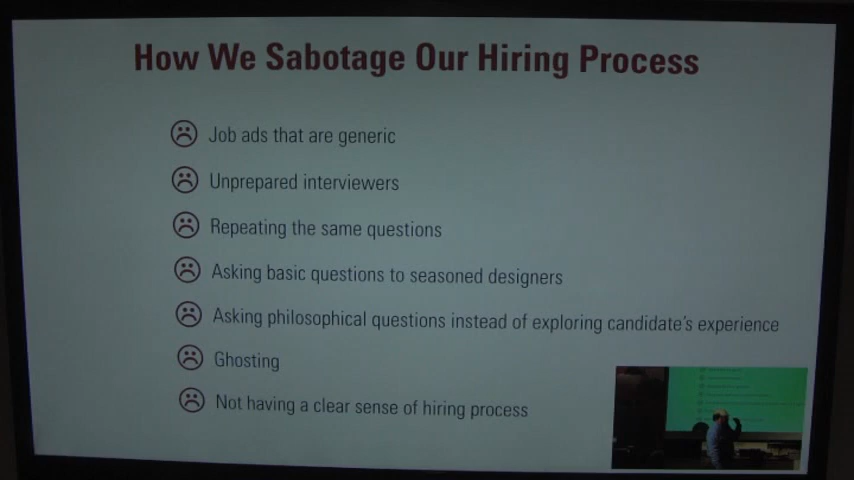 How We Sabotage Our Hiring Process
Job ads that are generic
Unprepared interviewers
Repeating the same questions
Asking basic questions to seasoned designers
Asking philosophical questions instead of exploring candidate's experience
Ghosting
Not having a clear sense of hiring process